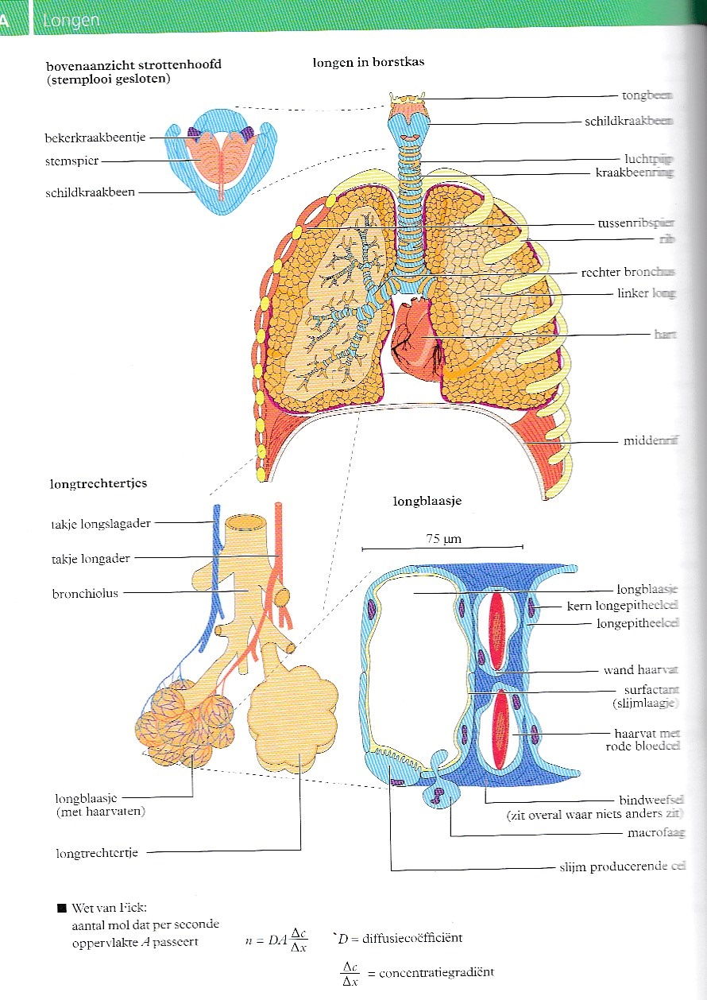 A
Longen
bovenaanzicht strottenhoofd
(stemplooi gesloten)
longen in borstkas
bekerkraakbeentje
stemspier
schildkraakbeen
tongbeen
schildkraakbeen
luchtpijp
kraakbeenring
tussenribspier
rib
rechter bronchus
linker long
hart
middenrif
longtrechtertjes
takje longslagader
takje longader
bronchiolus
longblaasje
(met haarvaten)
longtrechtertje
longblaasje
75 µm
longblaasje
kern longepitheelcel
longepitheelcel
wand haarvat
surfactant
(slijmlaagje)
haarvat met
rode bloedcel
bindweefsel
(zit overal waar niets anders zit)
macrofaag
slijm producerende cel
■ Wet van Fick:
aantal mol dat per seconde
oppervlakte A passeert
n = DA Δc/Δx
D = diffusiecoëfficiënt
Δc/Δx = concentratiegradiënt